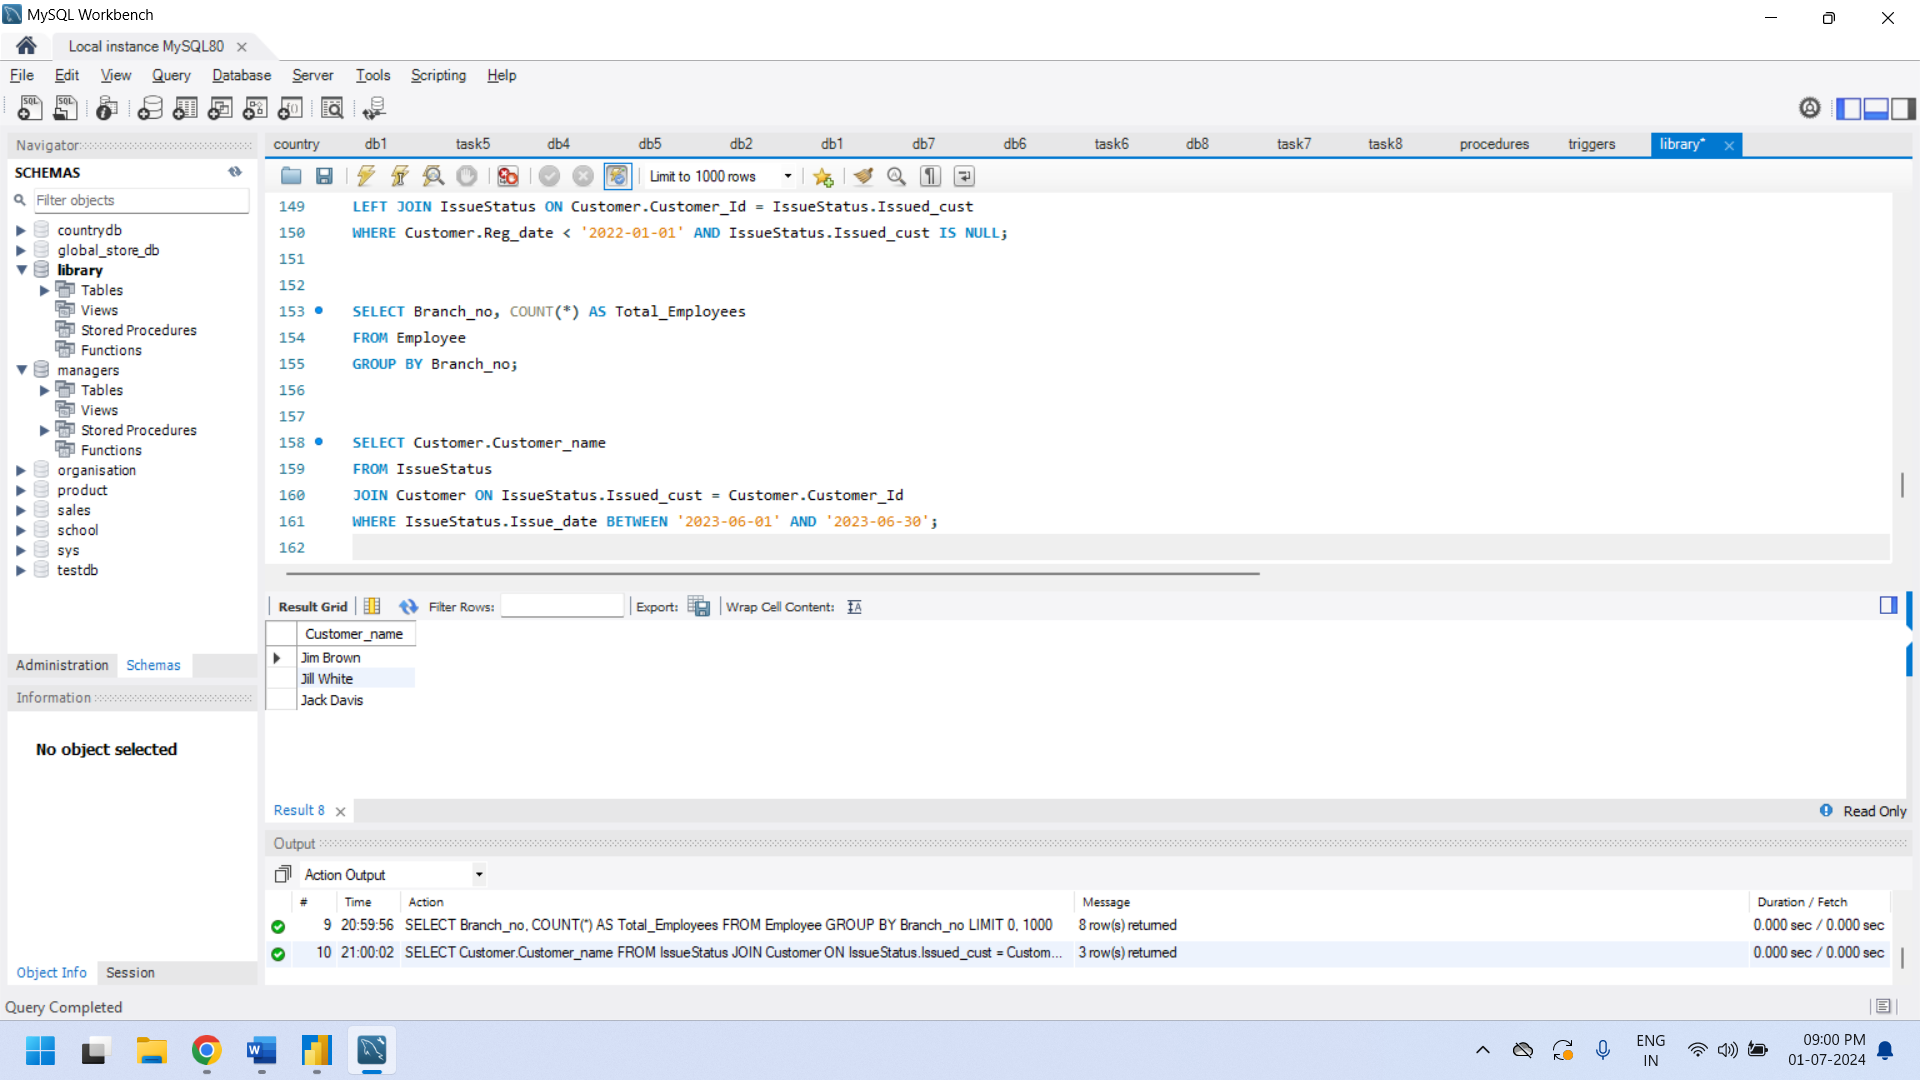 MySQL Workbench
Local instance MySQL80
File Edit View Query Database Server Tools Scripting Help
Navigator
SCHEMAS
Filter objects
countrydb
global_store_db
library
Tables
Views
Stored Procedures
Functions
managers
Tables
Views
Stored Procedures
Functions
organisation
product
sales
school
sys
testdb
Administration Schemas
Information
No object selected
Object Info Session
country db1 task5 db4 db5 db2 db1 db7 db6 task6 db8 task7 task8 procedures triggers library*
Limit to 1000 rows
149 LEFT JOIN IssueStatus ON Customer.Customer_Id = IssueStatus.Issued_cust
150 WHERE Customer.Reg_date < '2022-01-01' AND IssueStatus.Issued_cust IS NULL;
151
152
153 SELECT Branch_no, COUNT(*) AS Total_Employees
154 FROM Employee
155 GROUP BY Branch_no;
156
157
158 SELECT Customer.Customer_name
159 FROM IssueStatus
160 JOIN Customer ON IssueStatus.Issued_cust = Customer.Customer_Id
161 WHERE IssueStatus.Issue_date BETWEEN '2023-06-01' AND '2023-06-30';
162
Result Grid Filter Rows: Export: Wrap Cell Content:
Customer_name
Jim Brown
Jill White
Jack Davis
Result 8 Read Only
Output
Action Output
# Time Action Message Duration / Fetch
9 20:59:56 SELECT Branch_no, COUNT(*) AS Total_Employees FROM Employee GROUP BY Branch_no LIMIT 0, 1000 8 row(s) returned 0.000 sec / 0.000 sec
10 21:00:02 SELECT Customer.Customer_name FROM IssueStatus JOIN Customer ON IssueStatus.Issued_cust = Custom... 3 row(s) returned 0.000 sec / 0.000 sec
Query Completed
ENG
IN
09:00 PM
01-07-2024